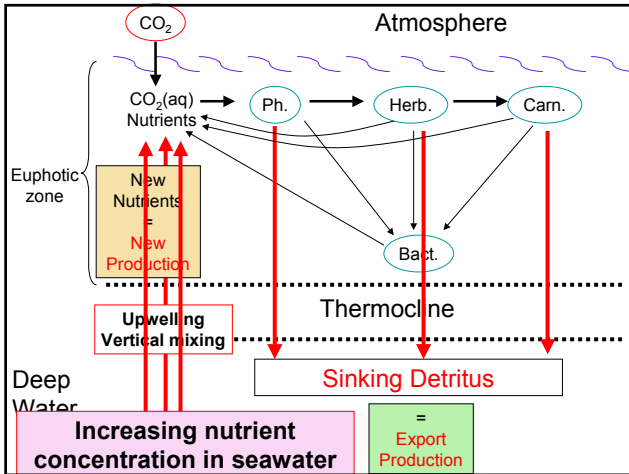 CO2
Atmosphere
CO2(aq)
Nutrients
Ph.
Herb.
Carn.
Euphotic
zone
New
Nutrients
=
New
Production
Bact.
Thermocline
Upwelling
Vertical mixing
Sinking Detritus
Deep
Water
Increasing nutrient
concentration in seawater
=
Export
Production